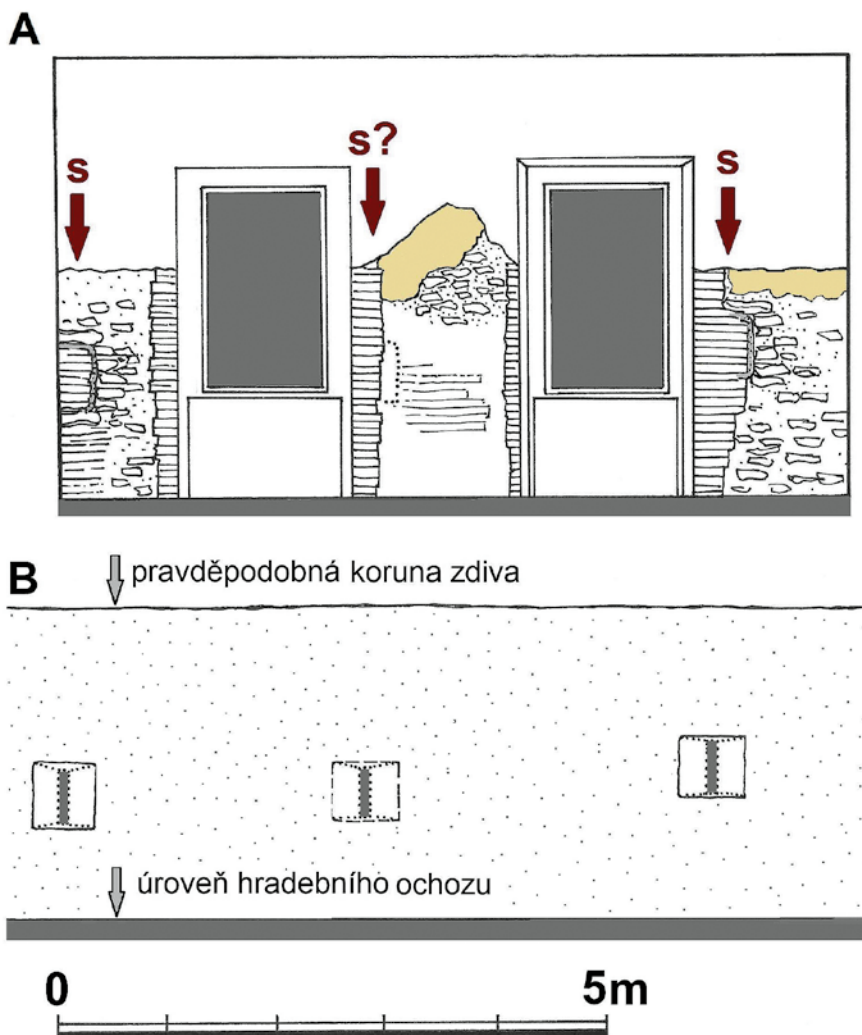 A
s
s?
s
B
pravděpodobná koruna zdiva
úroveň hradebního ochozu
0 5m